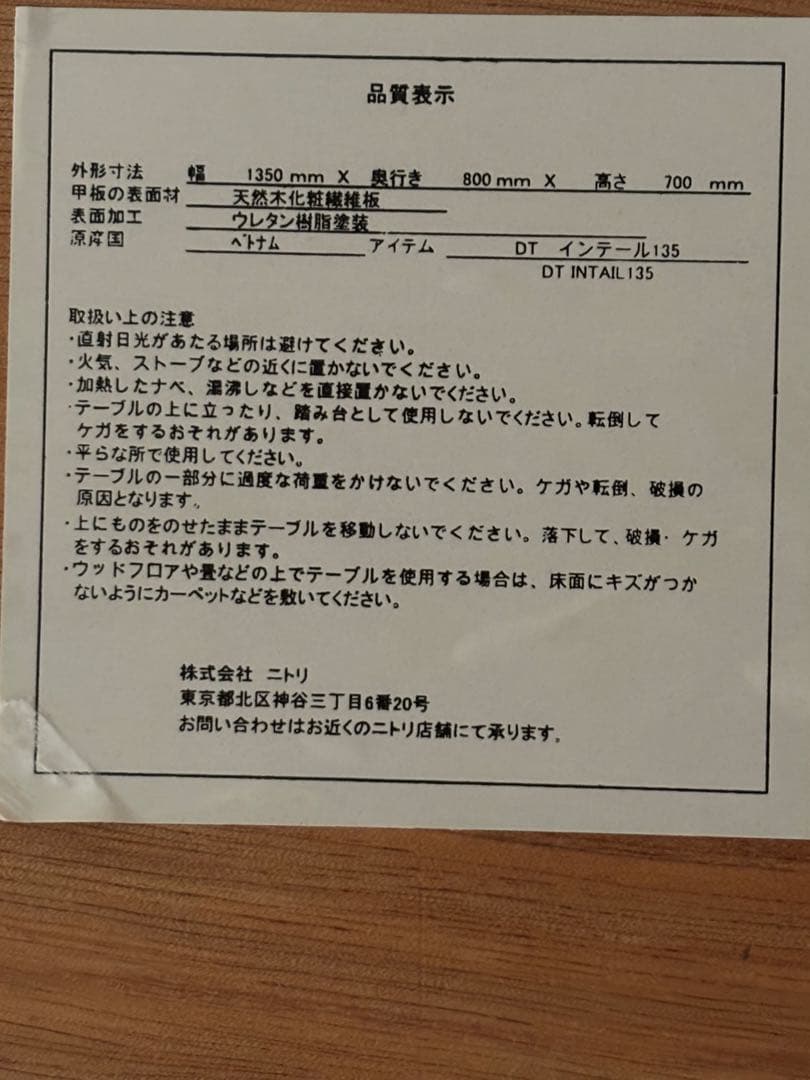 品質表示
外形寸法 幅 1350 mm X 奥行き 800 mm X 高さ 700 mm
甲板の表面材 天然木化粧繊維板
表面加工 ウレタン樹脂塗装
原産国 ベトナム アイテム DT インテール135
DT INTAIL135
取扱い上の注意
・直射日光があたる場所は避けてください。
・火気、ストーブなどの近くに置かないでください。
・加熱したナベ、湯沸しなどを直接置かないでください。
・テーブルの上に立ったり、踏み台として使用しないでください。転倒して
ケガをするおそれがあります。
・平らな所で使用してください。
・テーブルの一部分に過度な荷重をかけないでください。ケガや転倒、破損の
原因となります。
・上にものをのせたままテーブルを移動しないでください。落下して、破損・ケガ
をするおそれがあります。
・ウッドフロアや畳などの上でテーブルを使用する場合は、床面にキズがつか
ないようにカーペットなどを敷いてください。
株式会社 ニトリ
東京都北区神谷三丁目6番20号
お問い合わせはお近くのニトリ店舗にて承ります。